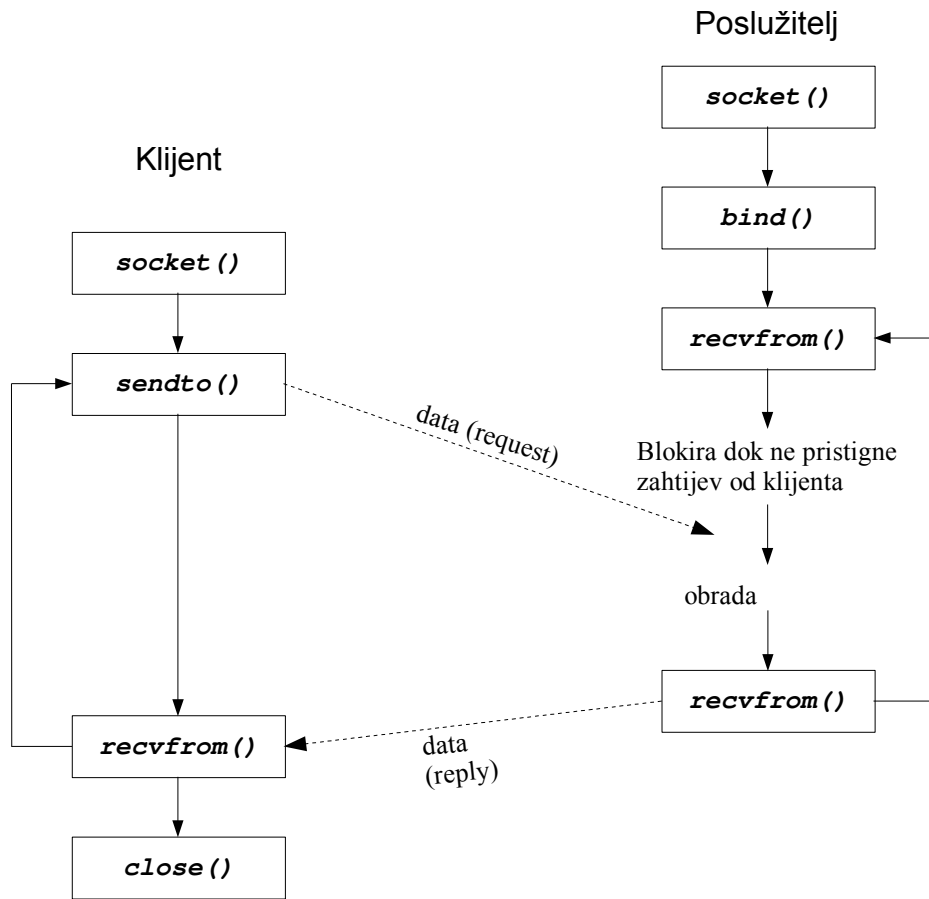 Poslužitelj
socket()
Klijent
bind()
socket()
recvfrom()
sendto()
data (request)
Blokira dok ne pristigne
zahtijev od klijenta
obrada
recvfrom()
recvfrom()
data
(reply)
close()